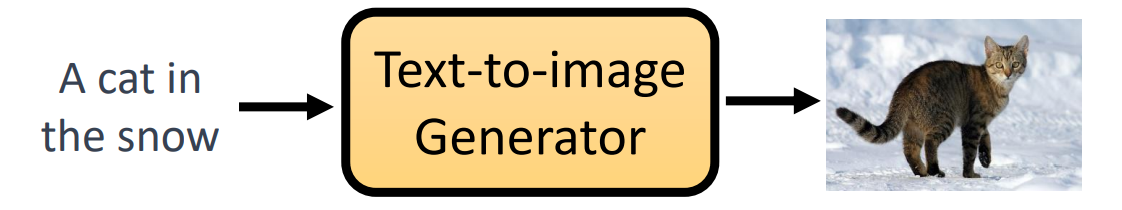 A cat in
the snow
Text-to-image
Generator